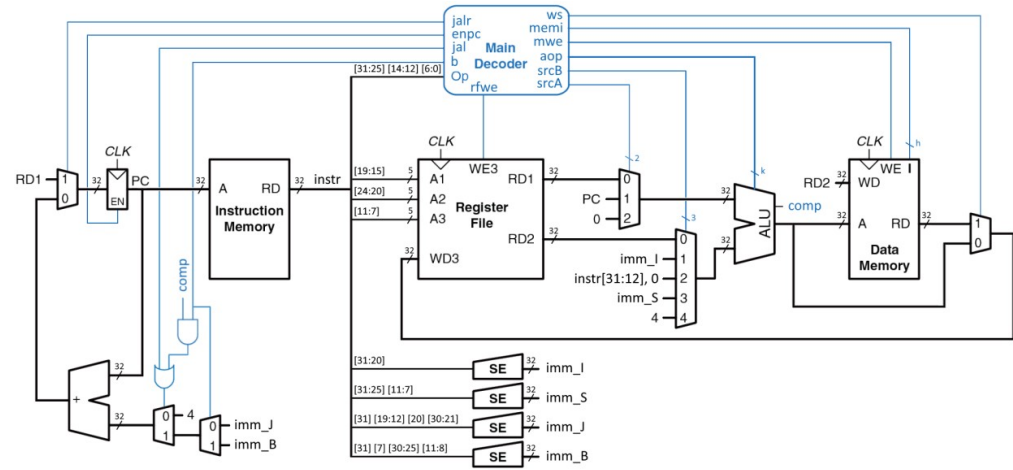 jalr
enpc
jal
b
Op
Main
Decoder
rfwe
ws
memi
mwe
aop
srcB
srcA
[31:25] [14:12] [6:0]
RD1
1
0
32
CLK
EN
PC
32
A
RD
Instruction
Memory
32
instr
[19:15]
[24:20]
[11:7]
5
5
5
CLK
WE3
A1
A2
A3
WD3
RD1
RD2
Register
File
32
32
32
2
PC
0
0
1
2
3
imm_I
instr[31:12], 0
imm_S
4
0
1
2
3
4
32
32
k
ALU
comp
32
CLK
WE I
h
RD2
32
WD
A
RD
Data
Memory
32
1
0
comp
32
+
32
0
1
4
0
1
imm_J
imm_B
[31:20]
SE
32
imm_I
[31:25] [11:7]
SE
32
imm_S
[31] [19:12] [20] [30:21]
SE
32
imm_J
[31] [7] [30:25] [11:8]
SE
32
imm_B